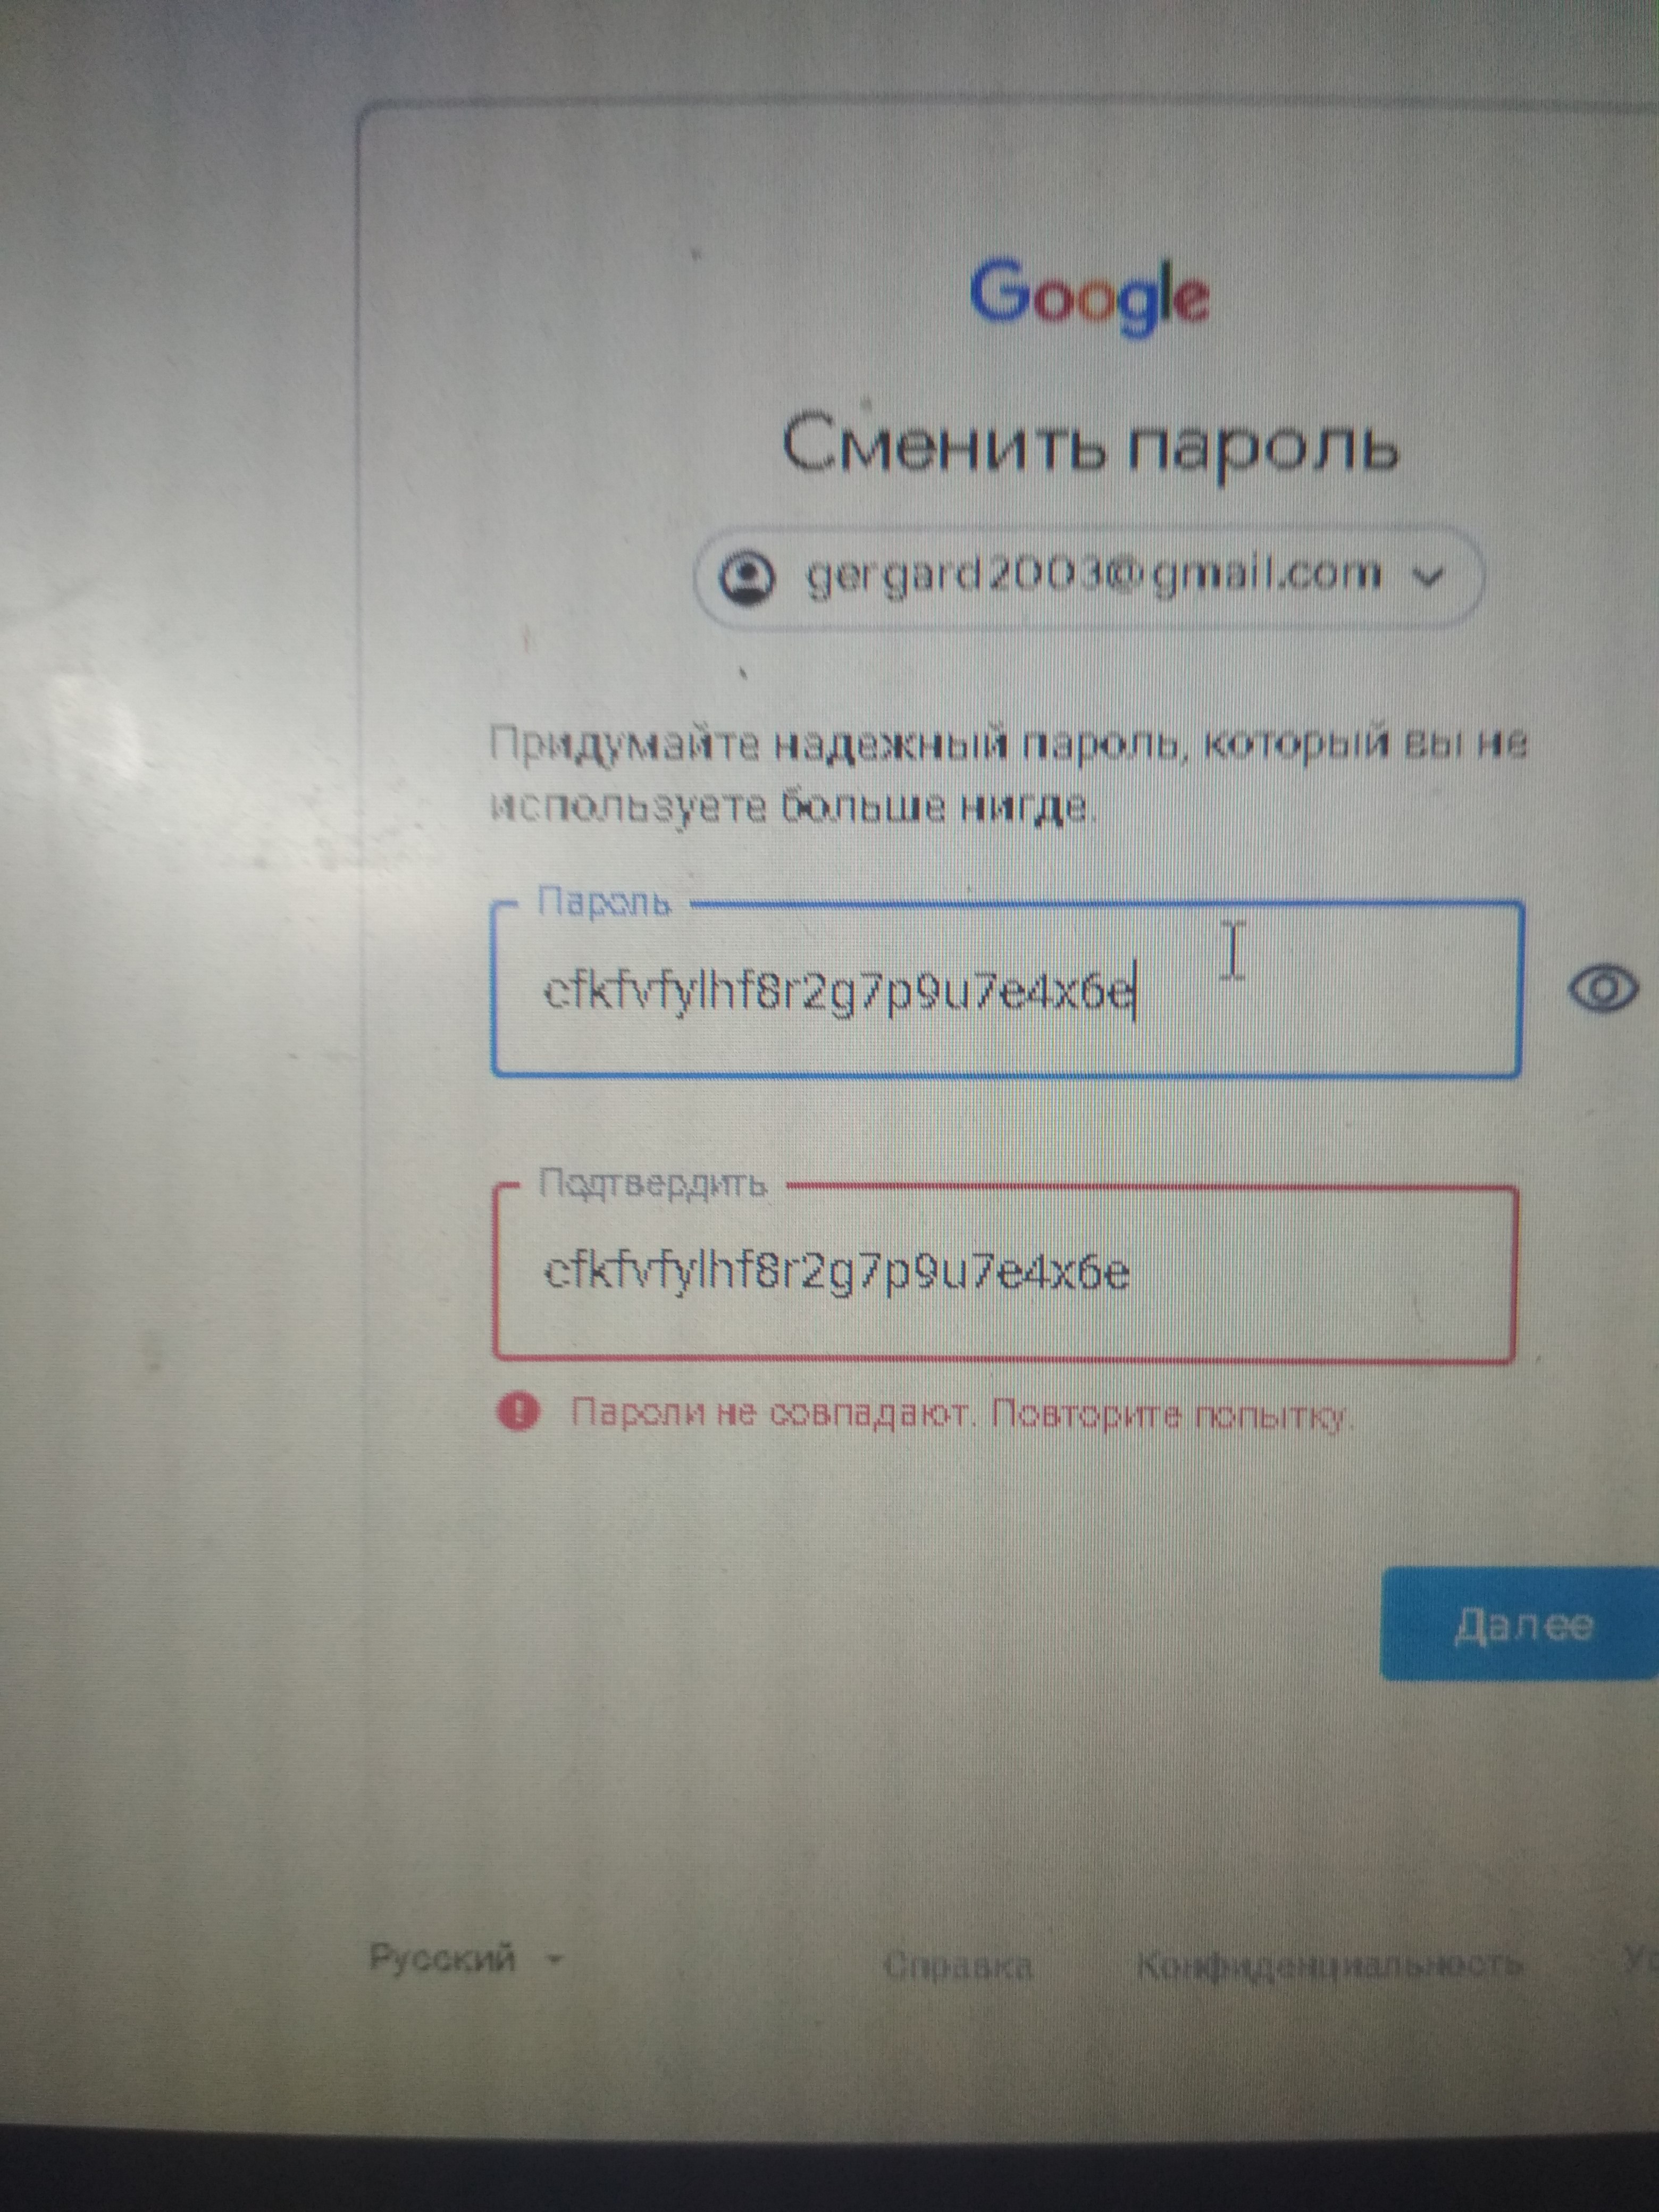 Google
Сменить пароль
gergard2003@gmail.com
Придумайте надежный пароль, который вы не
используете больше нигде.
Пароль
cfkfvfylhf8r2g7p9u7e4x6e
Подтвердить
cfkfvfylhf8r2g7p9u7e4x6e
Пароли не совпадают. Повторите попытку.
Далее
Русский
Справка
Конфиденциальность